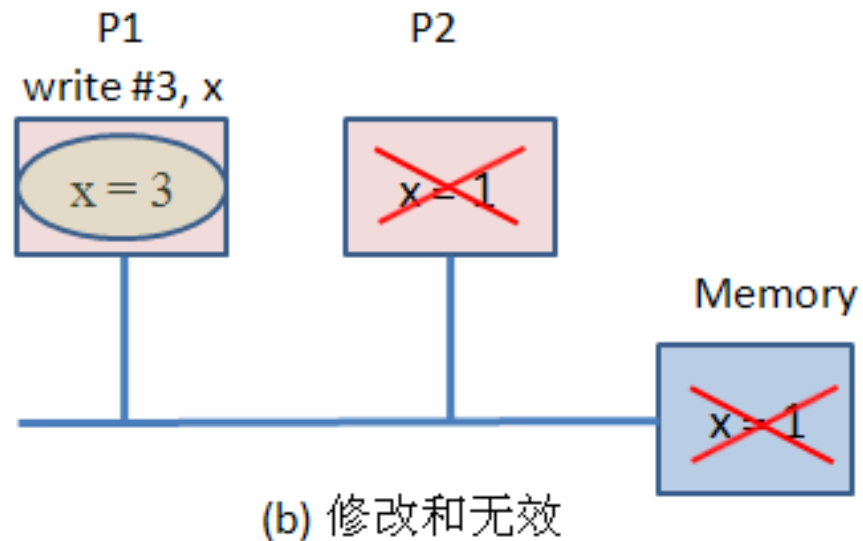 P1 P2
write #3, x
x = 3
x = 1
Memory
x = 1
(b) 修改和无效